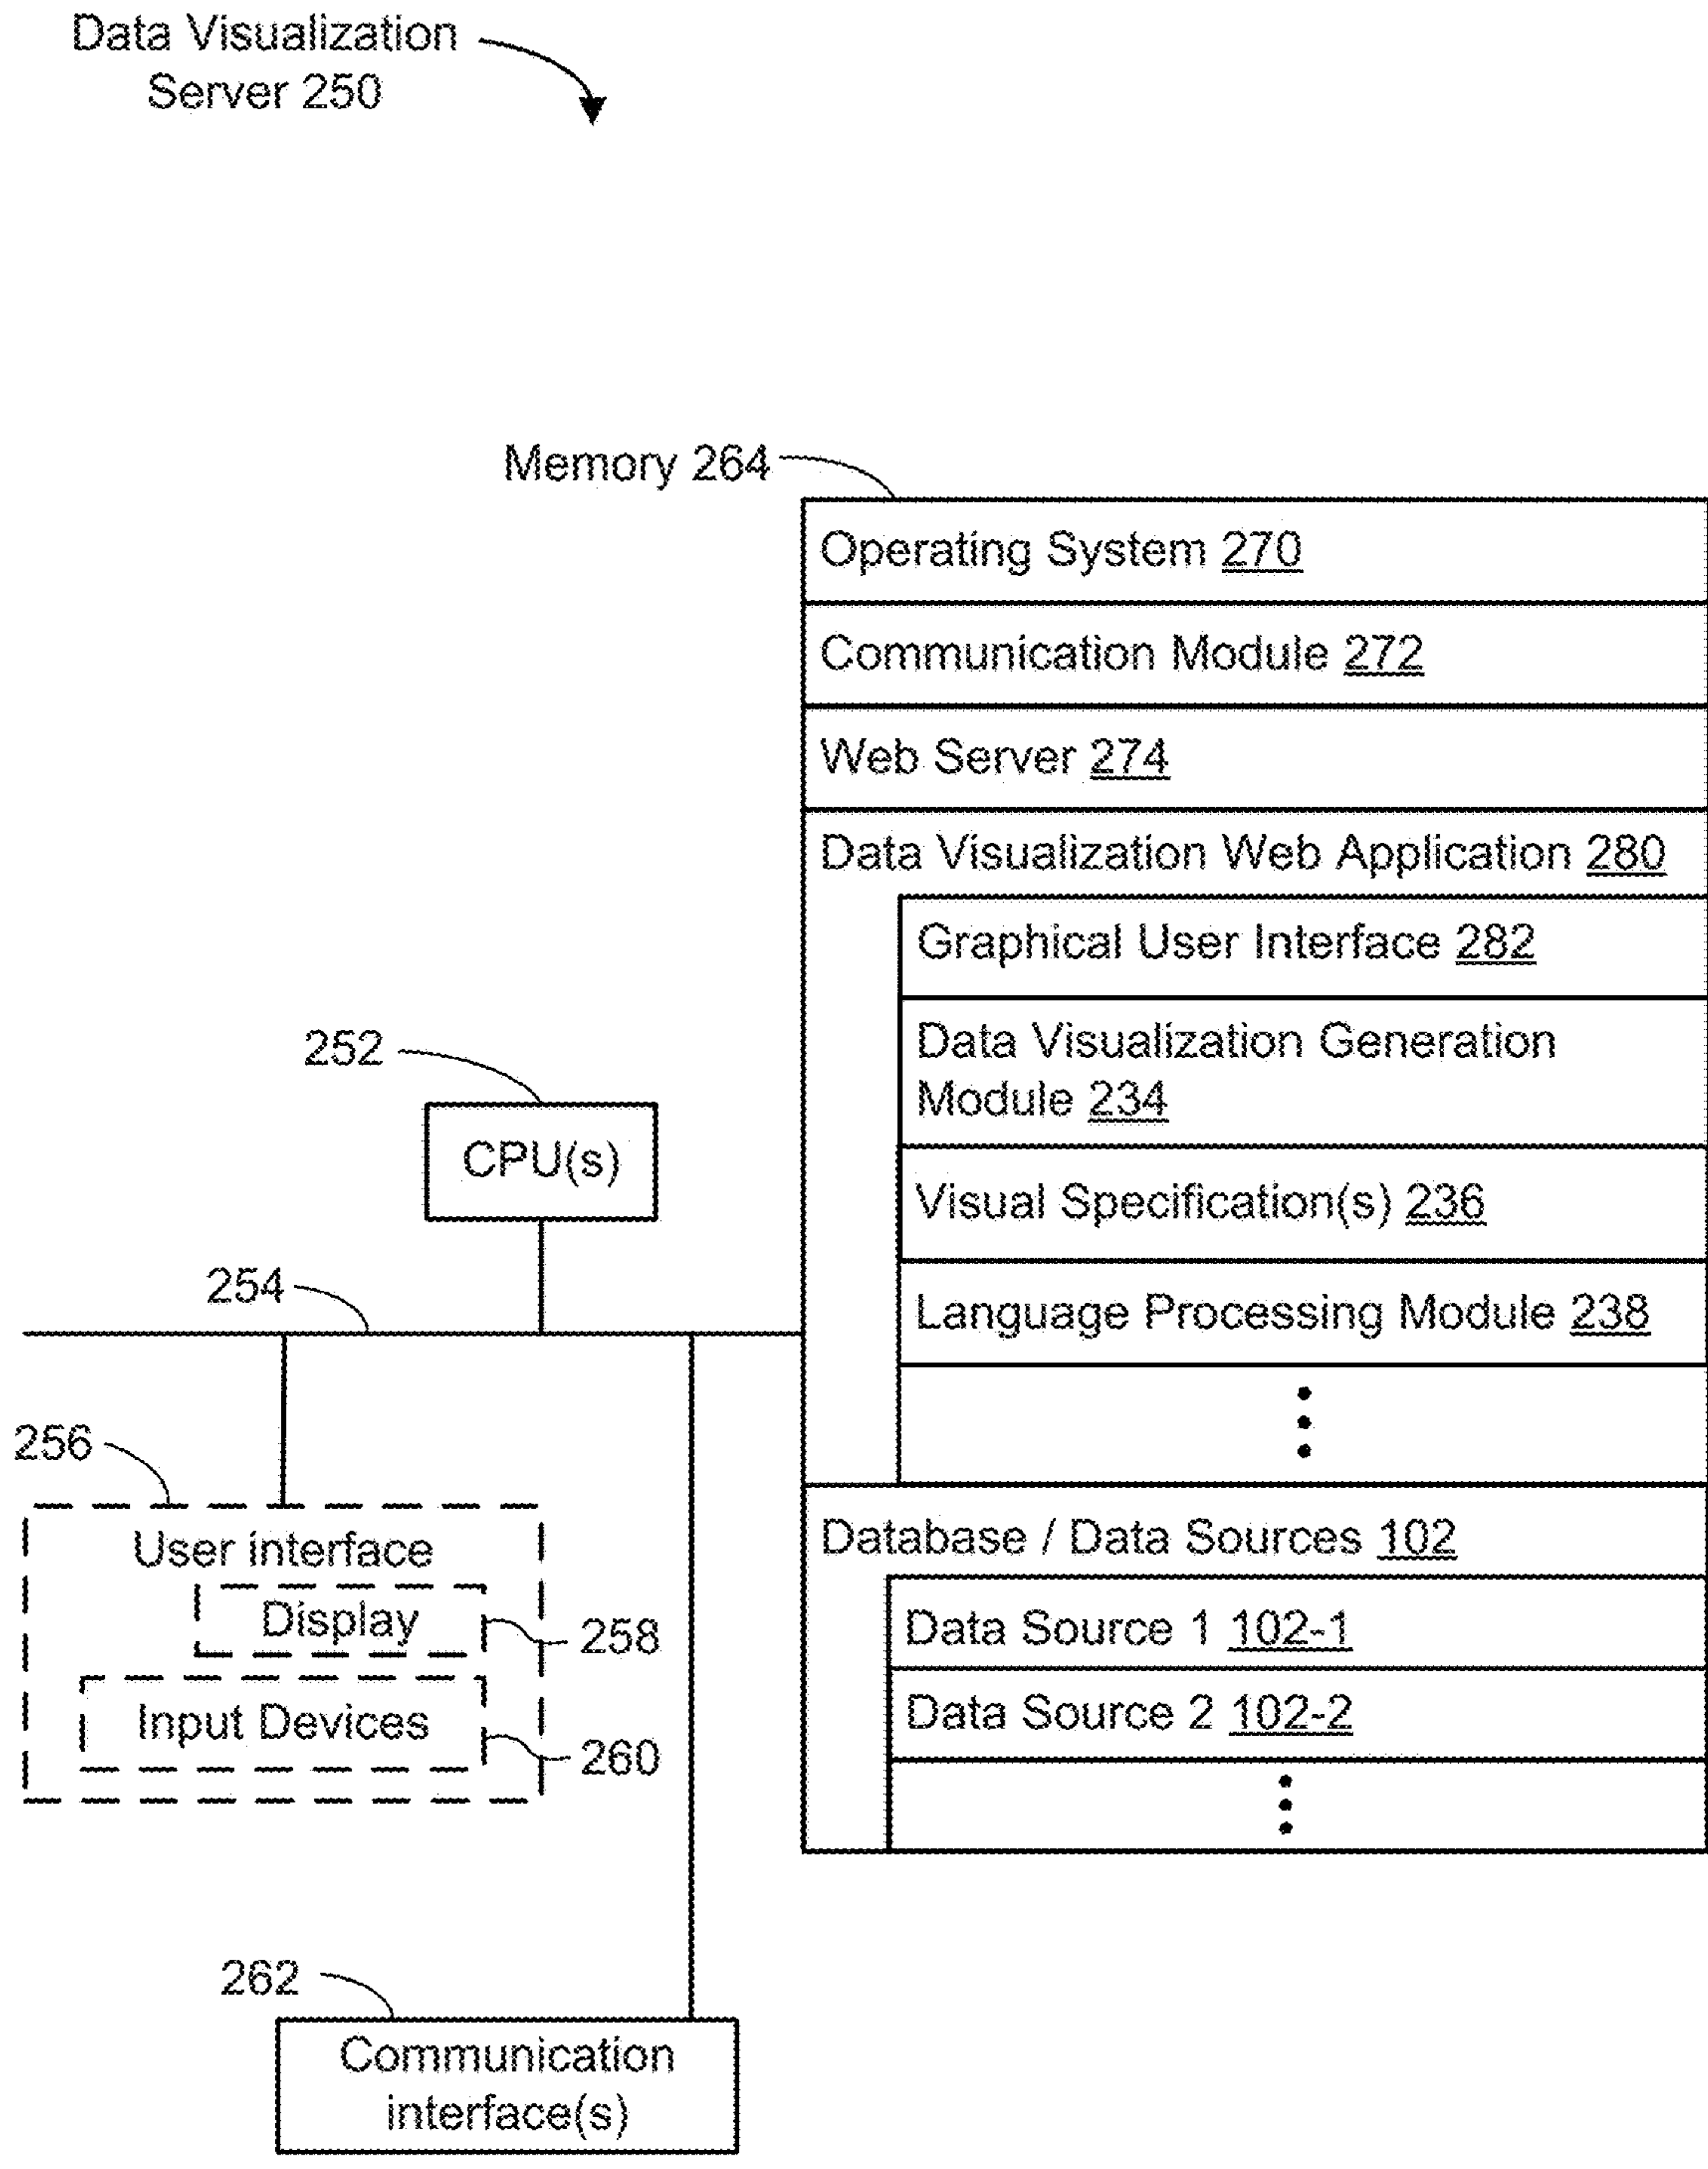 Data Visualization
Server 250
Memory 264
Operating System 270
Communication Module 272
Web Server 274
Data Visualization Web Application 280
Graphical User Interface 282
Data Visualization Generation
Module 234
Visual Specification(s) 236
Language Processing Module 238
Database / Data Sources 102
Data Source 1 102-1
Data Source 2 102-2
252
CPU(s)
254
256
User interface
Display
258
Input Devices
260
262
Communication
interface(s)